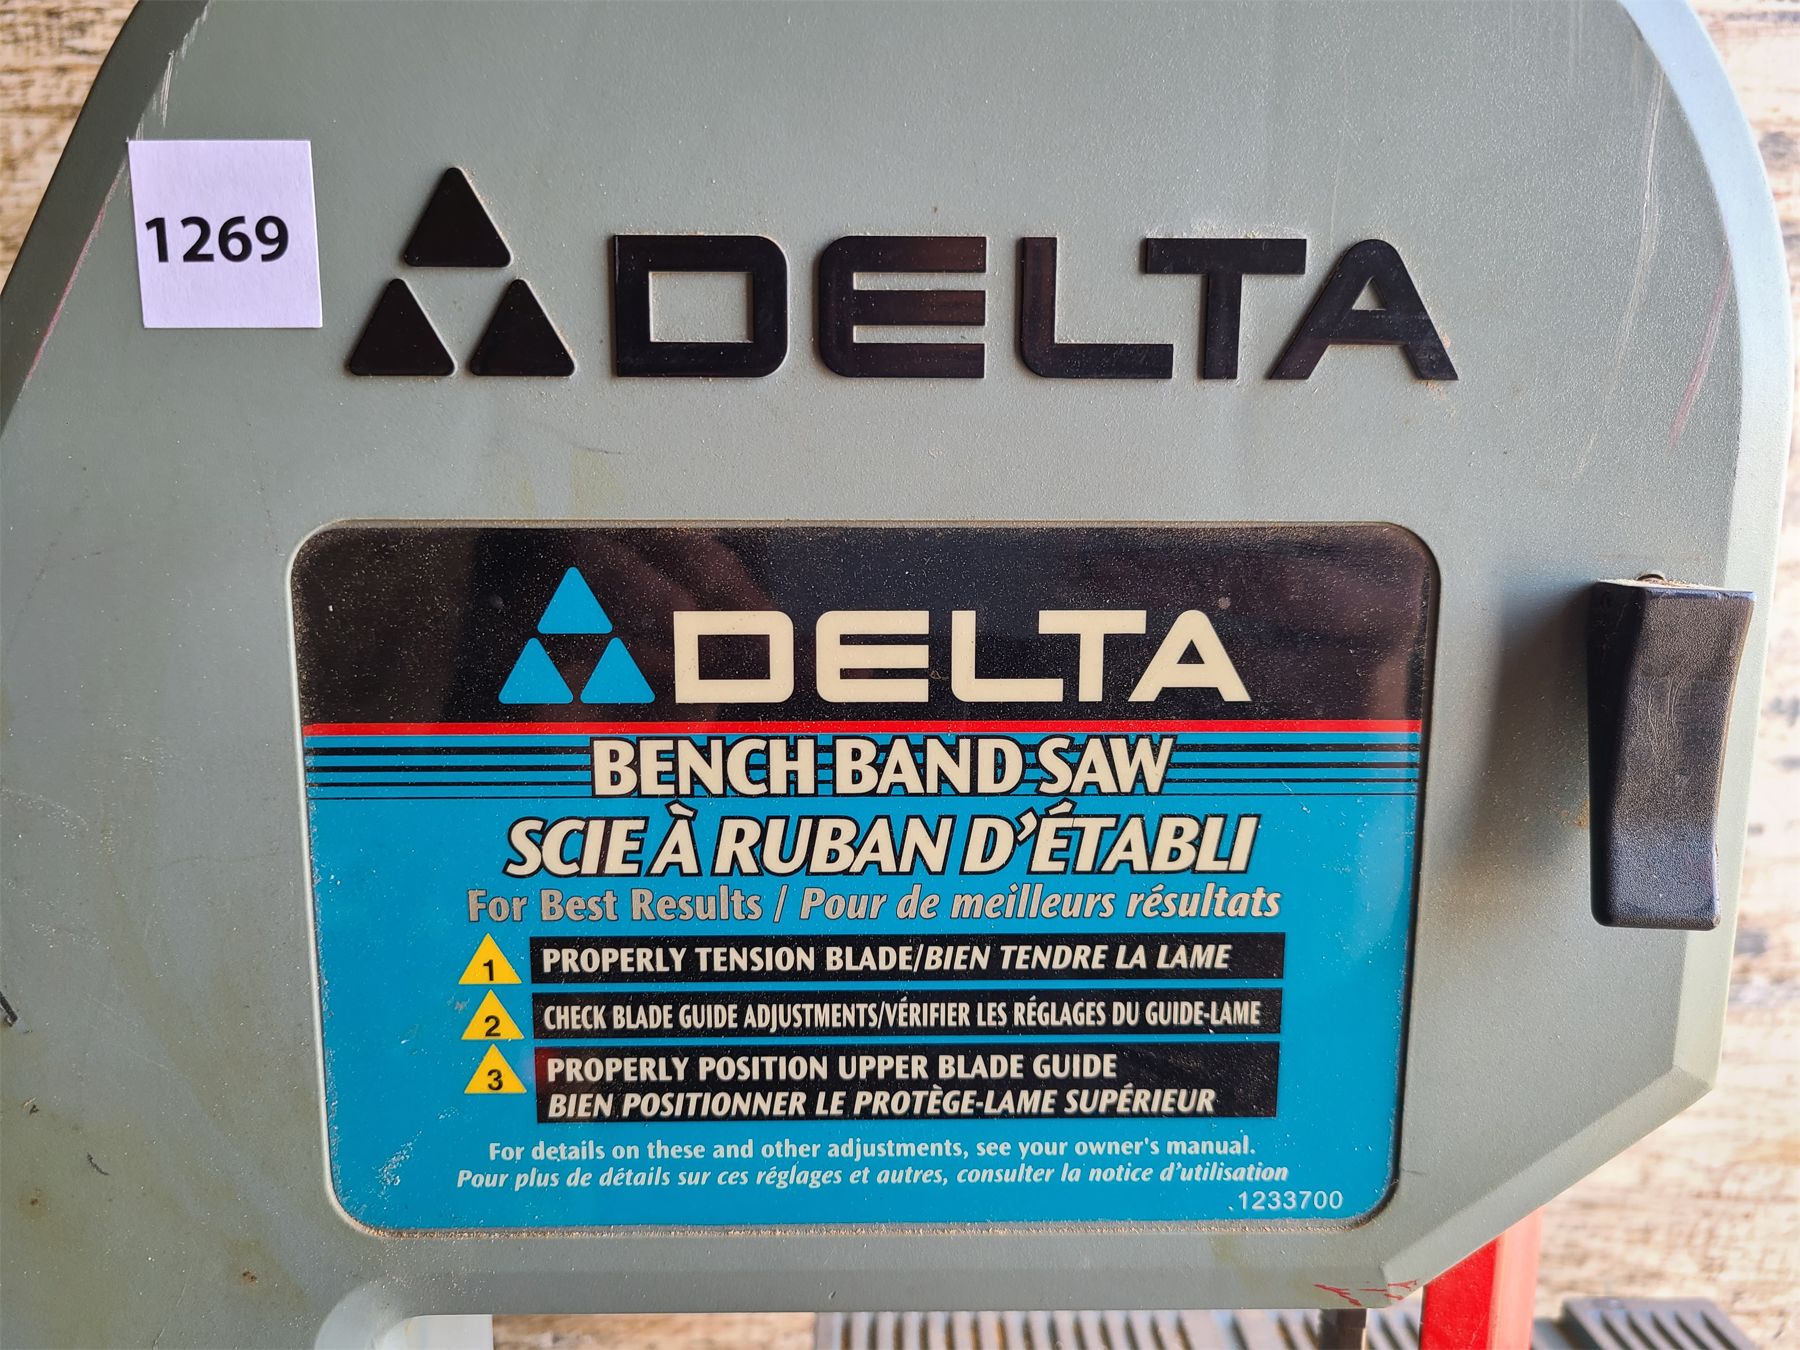 1269
DELTA
DELTA
BENCH BAND SAW
SCIE À RUBAN D'ÉTABLI
For Best Results / Pour de meilleurs résultats
1 PROPERLY TENSION BLADE/BIEN TENDRE LA LAME
2 CHECK BLADE GUIDE ADJUSTMENTS/VÉRIFIER LES RÉGLAGES DU GUIDE-LAME
3 PROPERLY POSITION UPPER BLADE GUIDE
BIEN POSITIONNER LE PROTÈGE-LAME SUPÉRIEUR
For details on these and other adjustments, see your owner's manual.
Pour plus de détails sur ces réglages et autres, consulter la notice d'utilisation
1233700